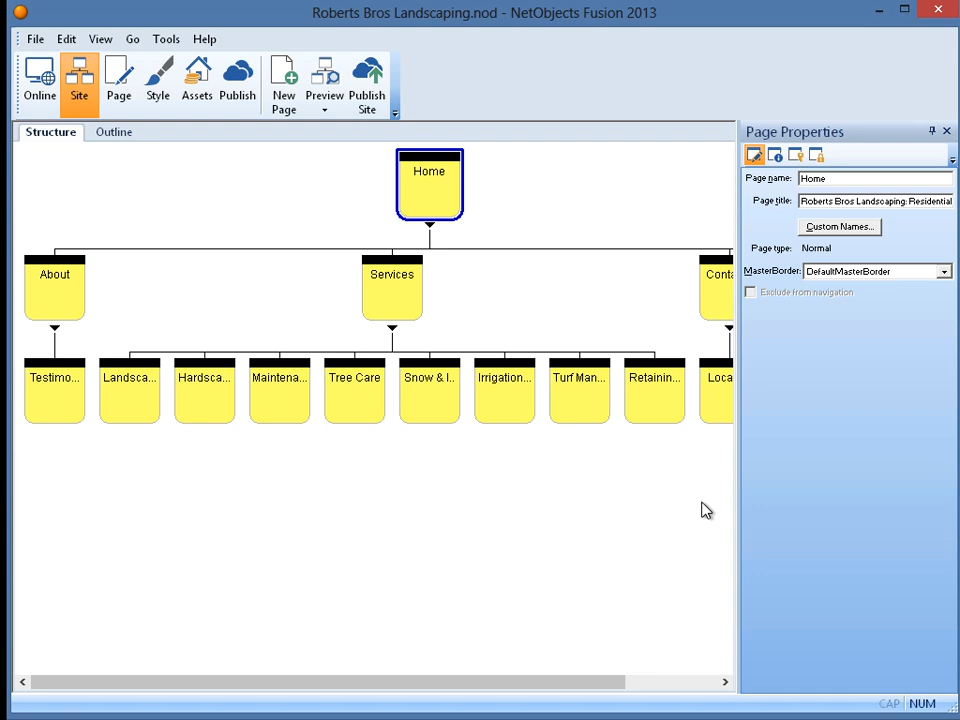 Roberts Bros Landscaping.nod - NetObjects Fusion 2013
File Edit View Go Tools Help
Online Site Page Style Assets Publish New Page Preview Publish Site
Structure Outline
Page Properties
Page name: Home
Page title: Roberts Bros Landscaping: Residential
Custom Names...
Page type: Normal
MasterBorder: DefaultMasterBorder
Exclude from navigation
Home
About Services Conta
Testimo... Landsca... Hardsca... Maintena... Tree Care Snow & I.. Irrigation... Turf Man... Retainin... Loca
CAP NUM